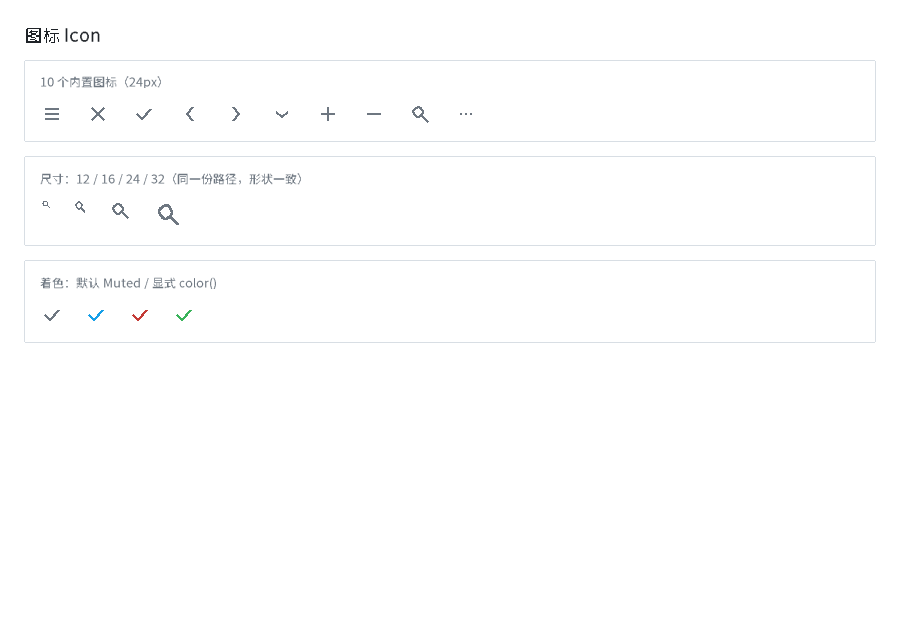 图标 Icon
10 个内置图标（24px）
尺寸：12 / 16 / 24 / 32（同一份路径，形状一致）
着色：默认 Muted / 显式 color()